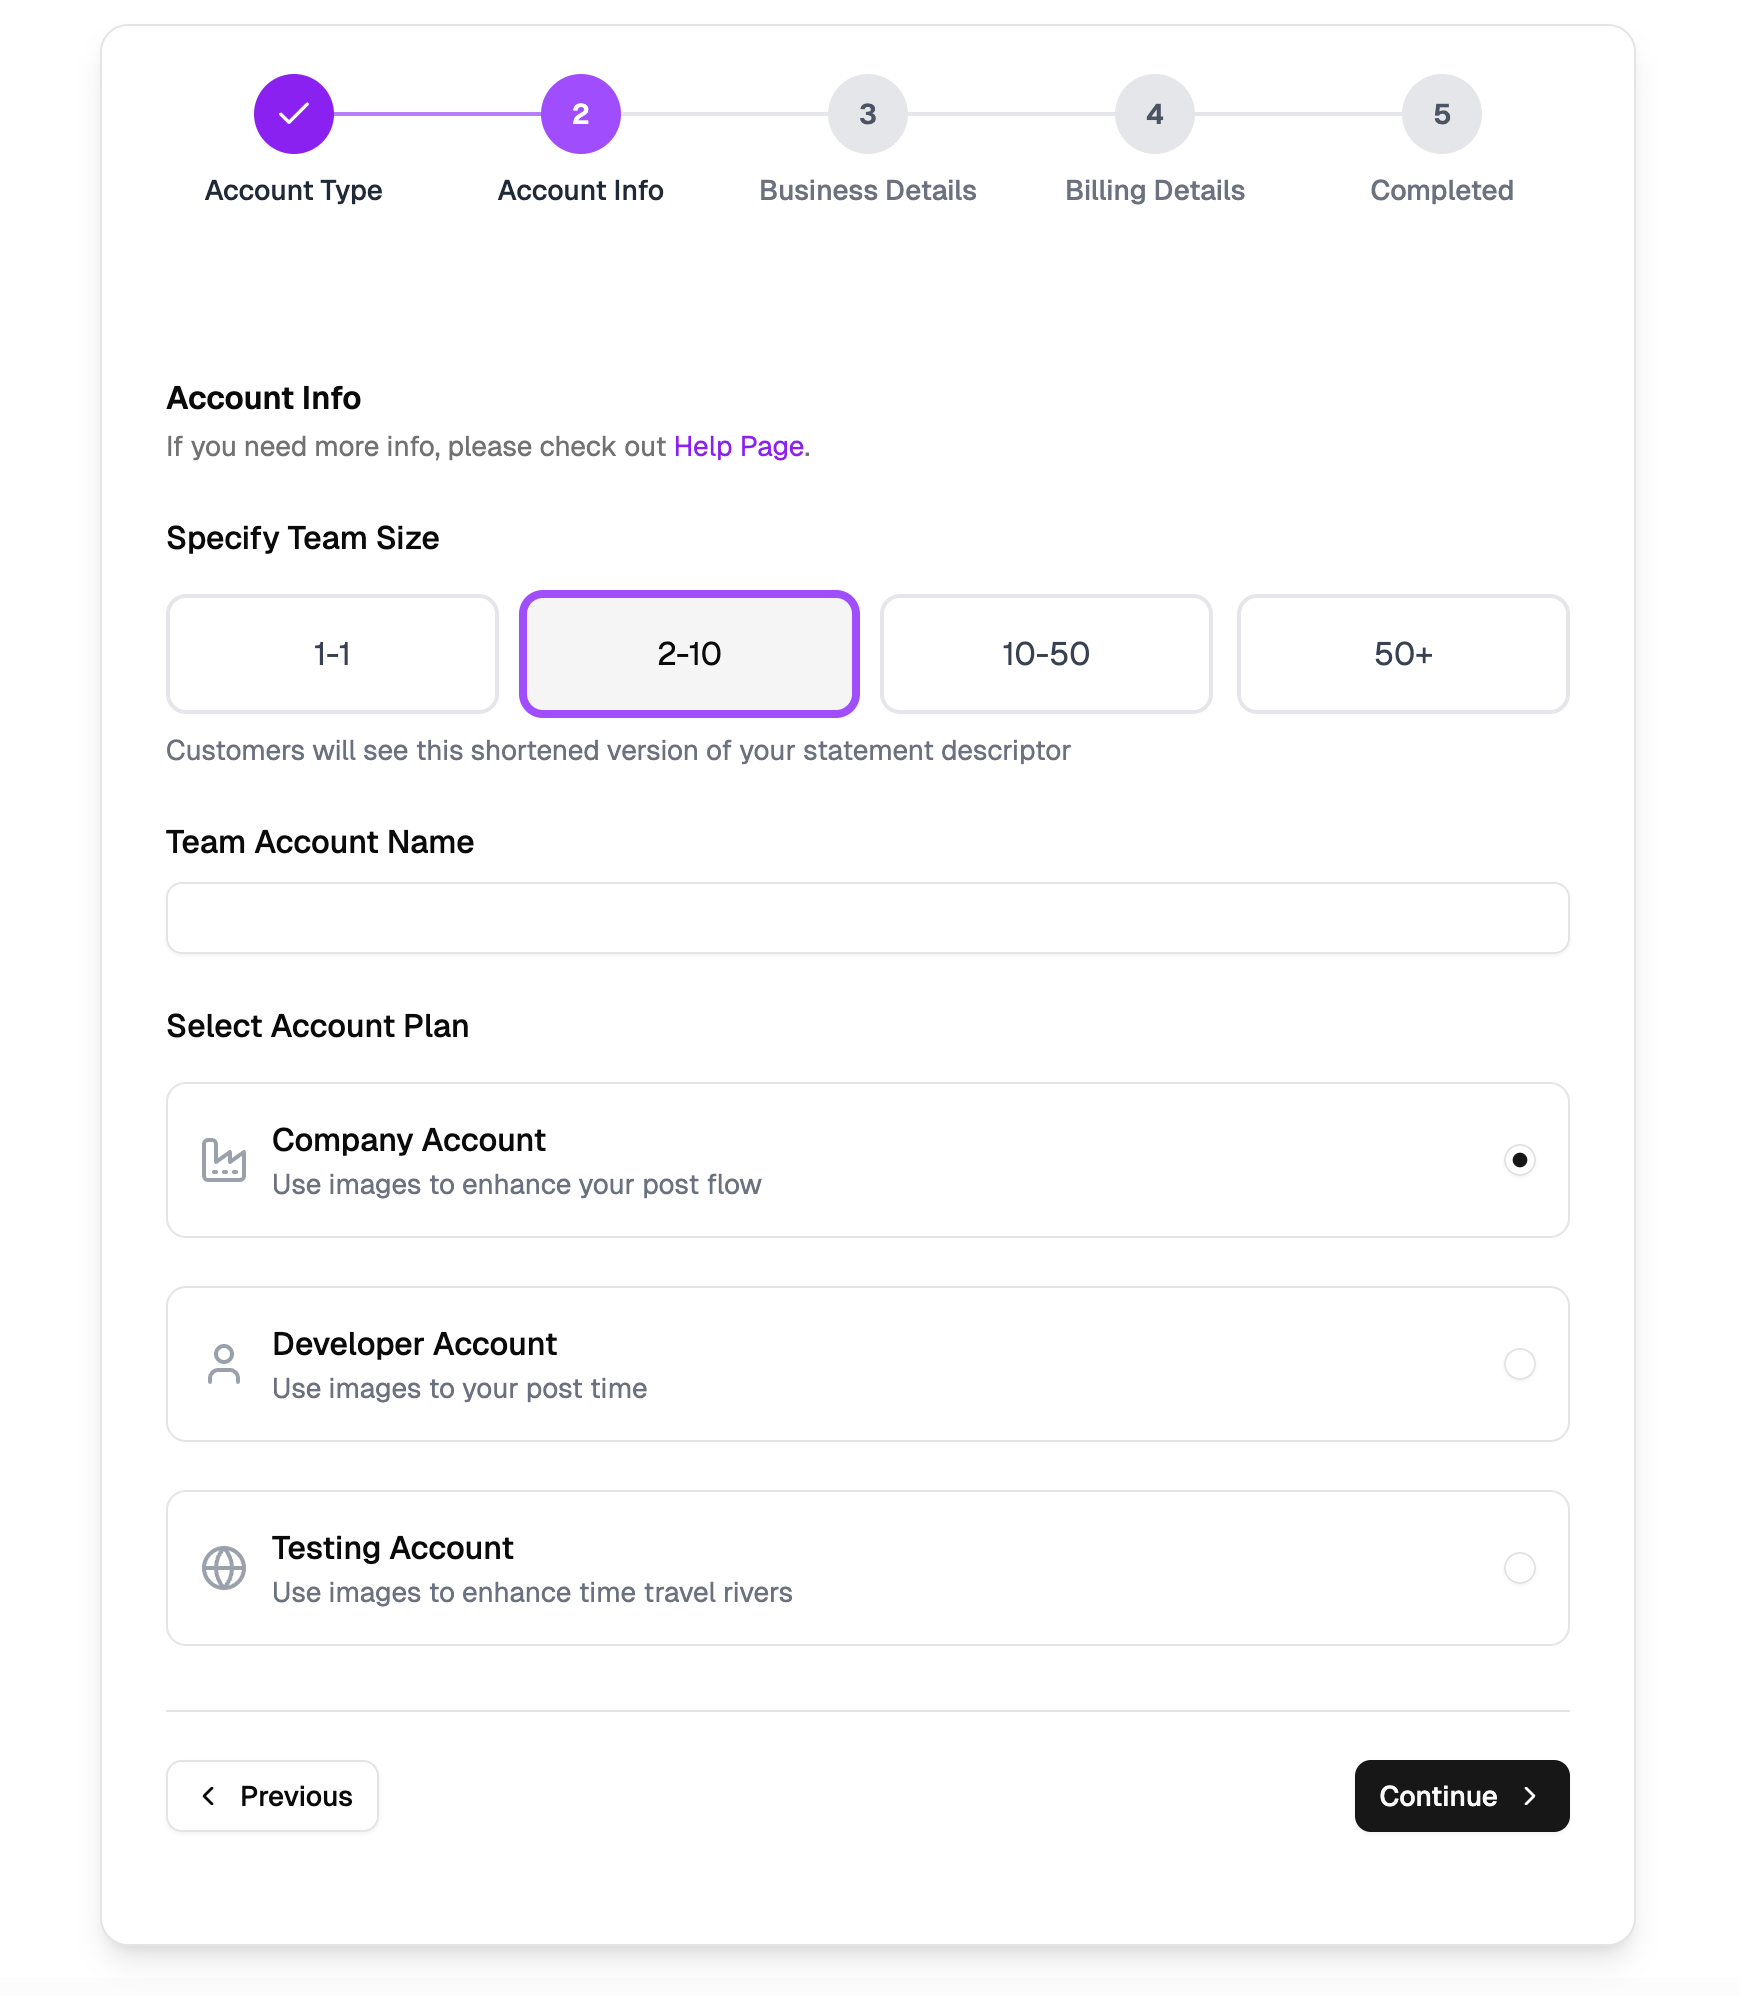 2
3
4
5
Account Type
Account Info
Business Details
Billing Details
Completed
Account Info
If you need more info, please check out Help Page.
Specify Team Size
1-1
2-10
10-50
50+
Customers will see this shortened version of your statement descriptor
Team Account Name
Select Account Plan
Company Account
Use images to enhance your post flow
Developer Account
Use images to your post time
Testing Account
Use images to enhance time travel rivers
Previous
Continue